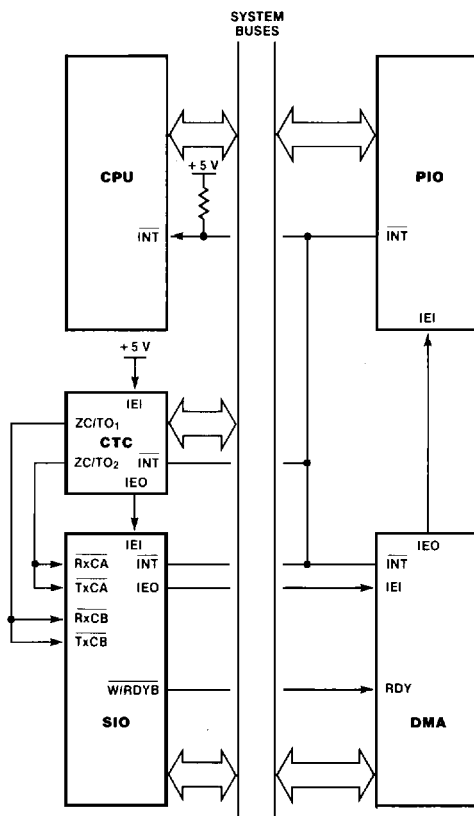 SYSTEM
BUSES
CPU
+5 V
INT
PIO
INT
IEI
+5 V
IEI
ZC/TO₁
CTC
ZC/TO₂
INT
IEO
IEI
RxCA
INT
TxCA
IEO
RxCB
TxCB
W/RDYB
SIO
IEO
INT
IEI
RDY
DMA